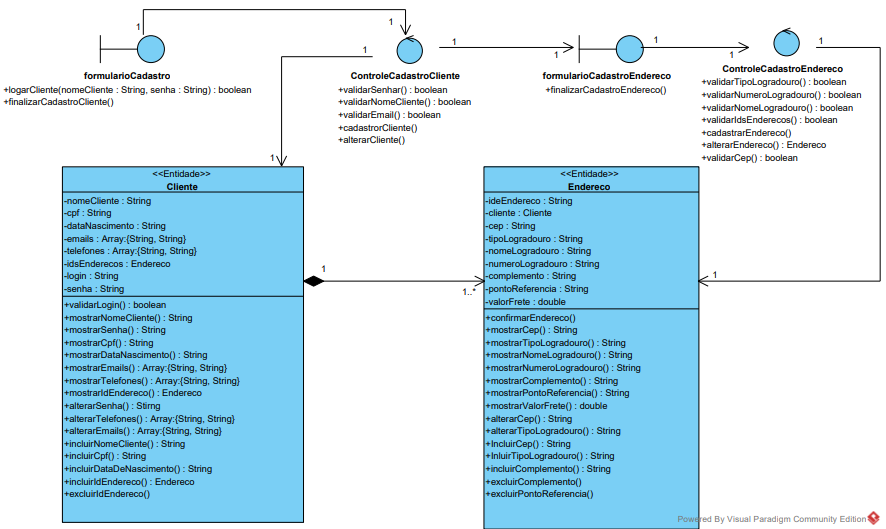 1
1
formularioCadastro
+logarCliente(nomeCliente : String, senha : String) : boolean
+finalizarCadastroCliente()
1
1
ControleCadastroCliente
+validarSenhar() : boolean
+validarNomeCliente() : boolean
+validarEmail() : boolean
+cadastrorCliente()
+alterarCliente()
1
1
formularioCadastroEndereco
+finalizarCadastroEndereco()
1
1
ControleCadastroEndereco
+validarTipoLogradouro() : boolean
+validarNumeroLogradouro() : boolean
+validarNomeLogradouro() : boolean
+validarIdsEnderecos() : boolean
+cadastrarEndereco()
+alterarEndereco() : Endereco
+validarCep() : boolean
1
1
<<Entidade>>
Cliente
-nomeCliente : String
-cpf : String
-dataNascimento : String
-emails : Array:{String, String}
-telefones : Array:{String, String}
-idsEnderecos : Endereco
-login : String
-senha : String
+validarLogin() : boolean
+mostrarNomeCliente() : String
+mostrarSenha() : String
+mostrarCpf() : String
+mostrarDataNascimento() : String
+mostrarEmails() : Array:{String, String}
+mostrarTelefones() : Array:{String, String}
+mostrarIdEndereco() : Endereco
+alterarSenha() : Stirng
+alterarTelefones() : Array:{String, String}
+alterarEmails() : Array:{String, String}
+incluirNomeCliente() : String
+incluirCpf() : String
+incluirDataDeNascimento() : String
+incluirIdEndereco() : Endereco
+excluirIdEndereco()
1
1..*
<<Entidade>>
Endereco
-ideEndereco : String
-cliente : Cliente
-cep : String
-tipoLogradouro : String
-nomeLogradouro : String
-numeroLogradouro : String
-complemento : String
-pontoReferencia : String
-valorFrete : double
+confirmarEndereco()
+mostrarCep() : String
+mostrarTipoLogradouro() : String
+mostrarNomeLogradouro() : String
+mostrarNumeroLogradouro() : String
+mostrarComplemento() : String
+mostrarPontoReferencia() : String
+mostrarValorFrete() : double
+alterarCep() : String
+alterarTipoLogradouro() : String
+IncluirCep() : String
+InluirTipoLogradouro() : String
+incluirComplemento() : String
+excluirComplemento()
+excluirPontoReferencia()
1
Powered By Visual Paradigm Community Edition